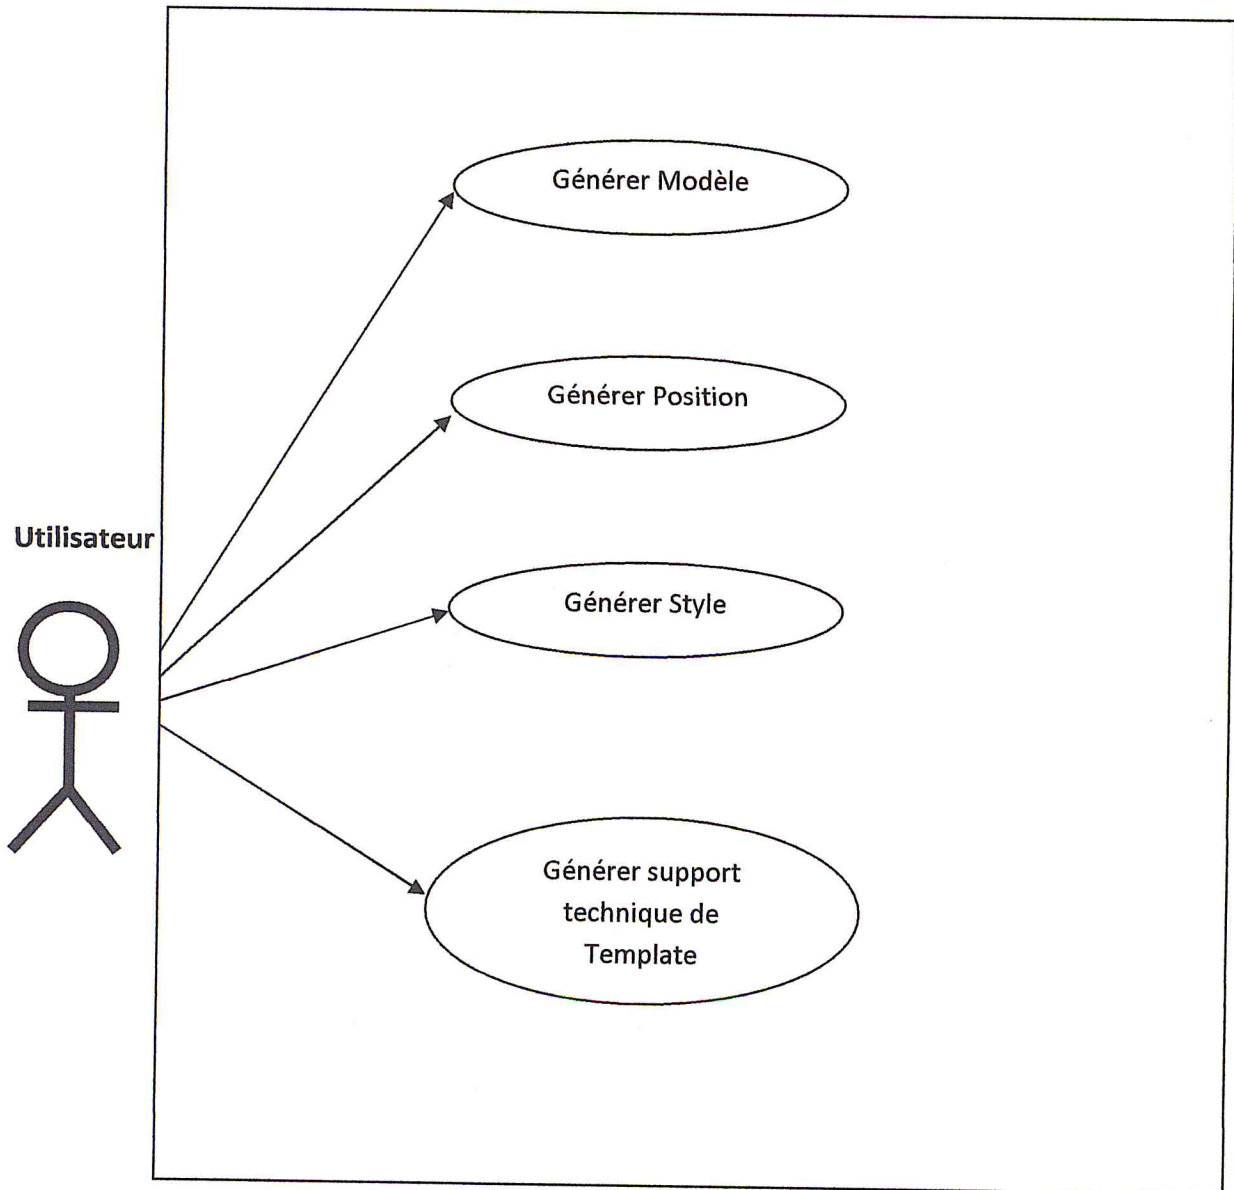 Générer Modèle
Générer Position
Utilisateur
Générer Style
Générer support
technique de
Template